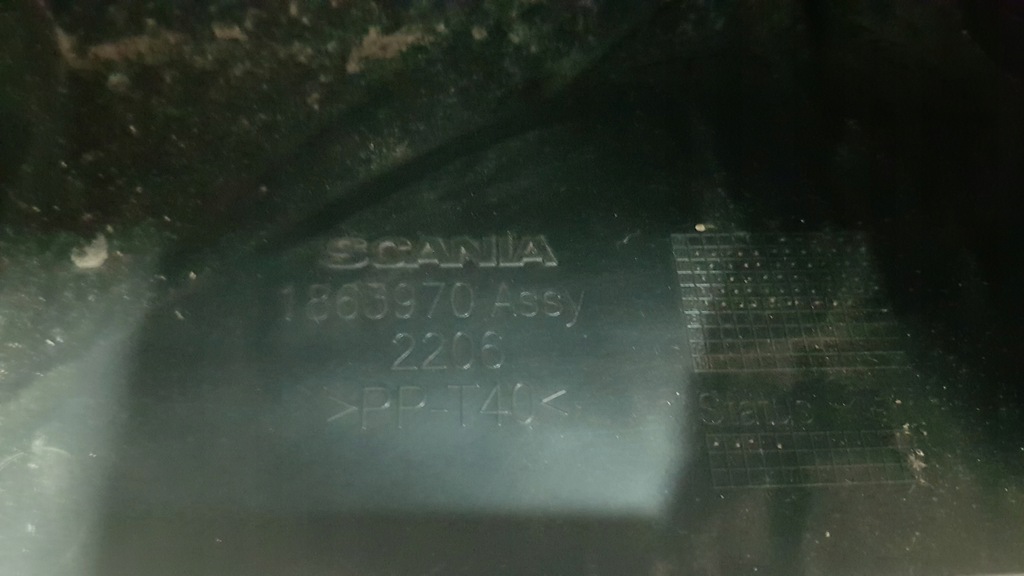 SCANIA
1863970 Assy
2206
>PP-T40<
Status